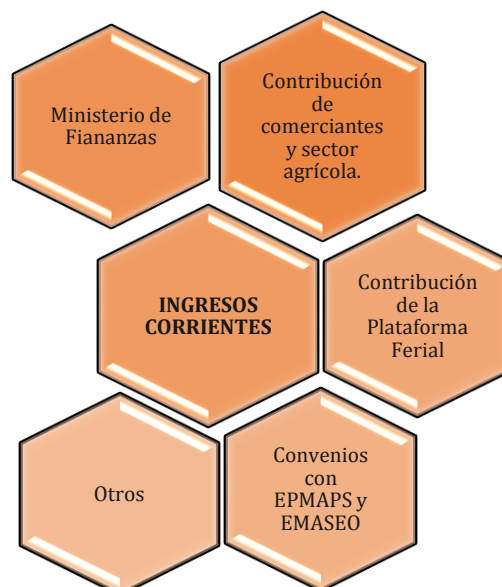 Ministerio de
Fiananzas
Contribución
de
comerciantes
y sector
agrícola.
INGRESOS
CORRIENTES
Contribución
de la
Plataforma
Ferial
Otros
Convenios
con
EPMAPS y
EMASEO